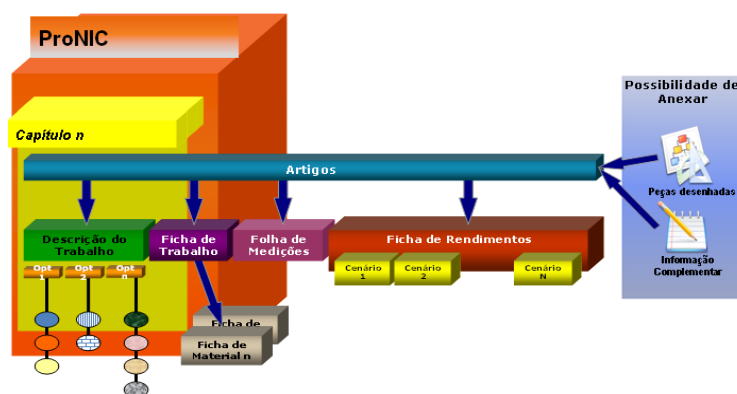 ProNIC
Possibilidade de
Anexar
Capítulo n
Artigos
Peças desenhadas
Descrição do
Trabalho
Ficha de
Trabalho
Folha de
Medições
Ficha de Rendimentos
Informação
Complementar
Opt
1
Opt
2
Opt
n
Cenário
1
Cenário
2
Cenário
N
Ficha de
Ficha de
Material n